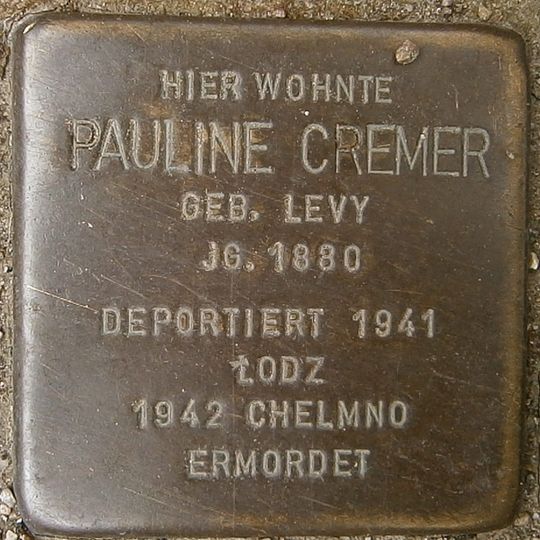 HIER WOHNTE
PAULINE CREMER
GEB. LEVY
JG. 1880
DEPORTIERT 1941
ŁODZ
1942 CHELMNO
ERMORDET